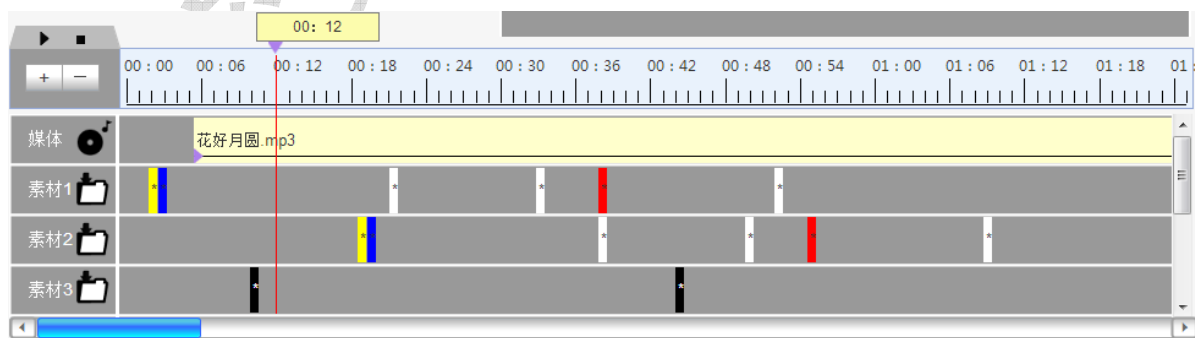 00: 12
+ −
00 : 00 00 : 06 00 : 12 00 : 18 00 : 24 00 : 30 00 : 36 00 : 42 00 : 48 00 : 54 01 : 00 01 : 06 01 : 12 01 : 18 01 :
媒体 花好月圆.mp3
素材1 * * * * * *
素材2 * * * * * *
素材3 * *